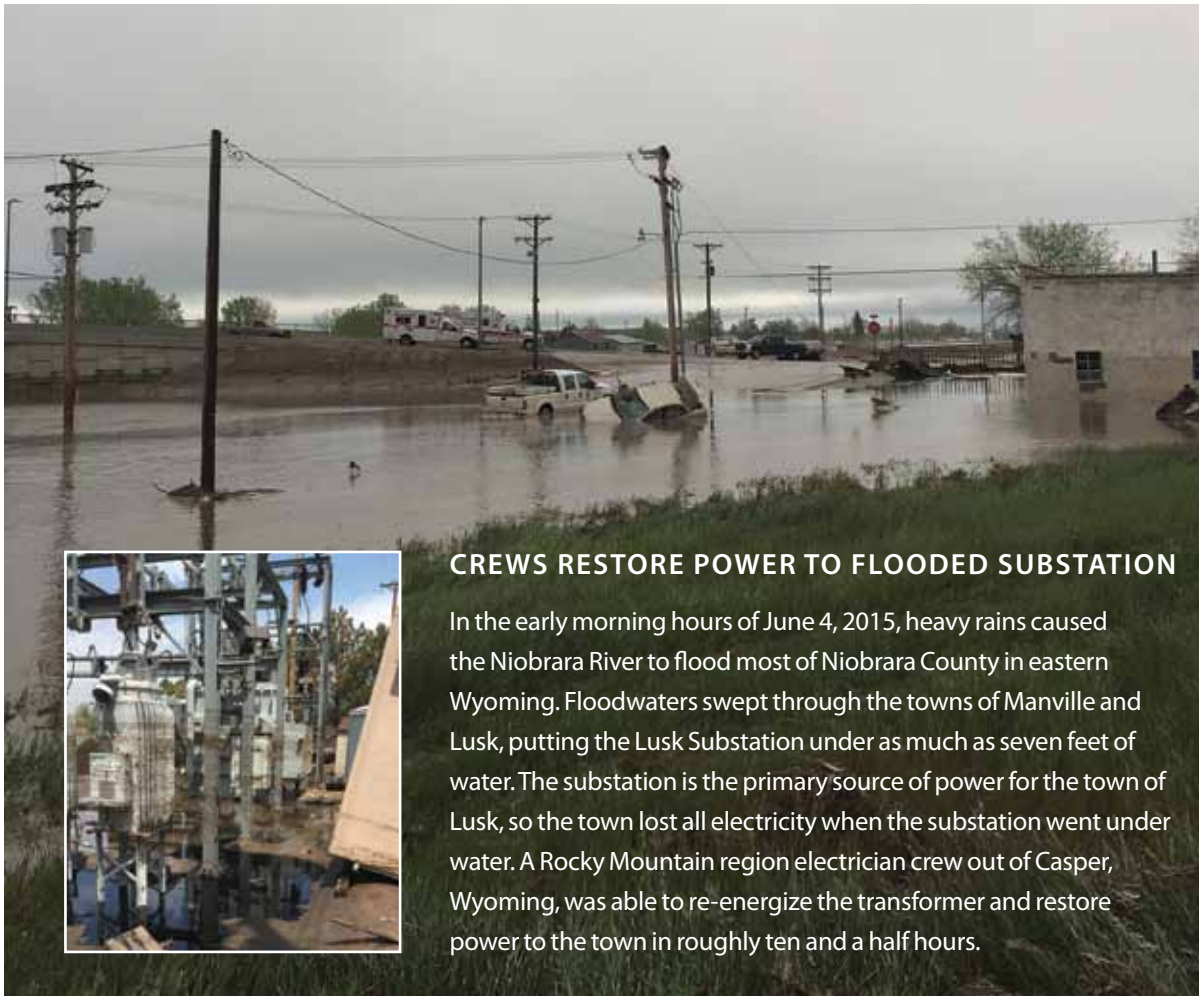 CREWS RESTORE POWER TO FLOODED SUBSTATION
In the early morning hours of June 4, 2015, heavy rains caused
the Niobrara River to flood most of Niobrara County in eastern
Wyoming. Floodwaters swept through the towns of Manville and
Lusk, putting the Lusk Substation under as much as seven feet of
water. The substation is the primary source of power for the town of
Lusk, so the town lost all electricity when the substation went under
water. A Rocky Mountain region electrician crew out of Casper,
Wyoming, was able to re-energize the transformer and restore
power to the town in roughly ten and a half hours.